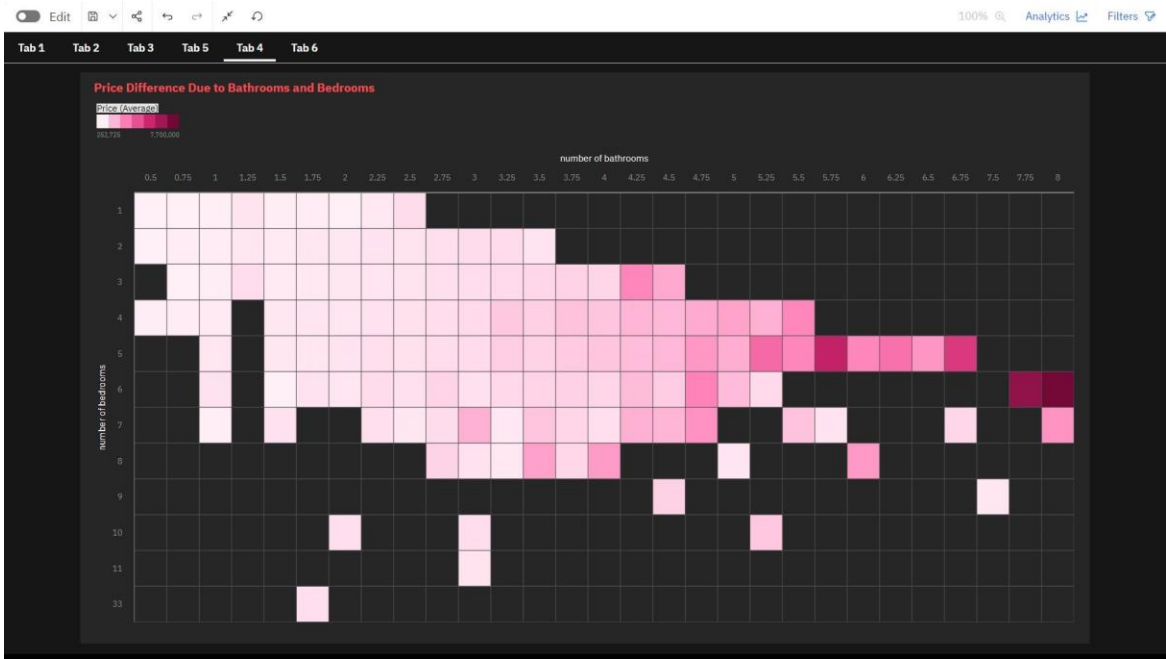 Edit
100%
Analytics
Filters
Tab 1 Tab 2 Tab 3 Tab 5 Tab 4 Tab 6
Price Difference Due to Bathrooms and Bedrooms
Price (Average)
252,725 7,700,000
number of bathrooms
0.5 0.75 1 1.25 1.5 1.75 2 2.25 2.5 2.75 3 3.25 3.5 3.75 4 4.25 4.5 4.75 5 5.25 5.5 5.75 6 6.25 6.5 6.75 7.5 7.75 8
number of bedrooms
1
2
3
4
5
6
7
8
9
10
11
33